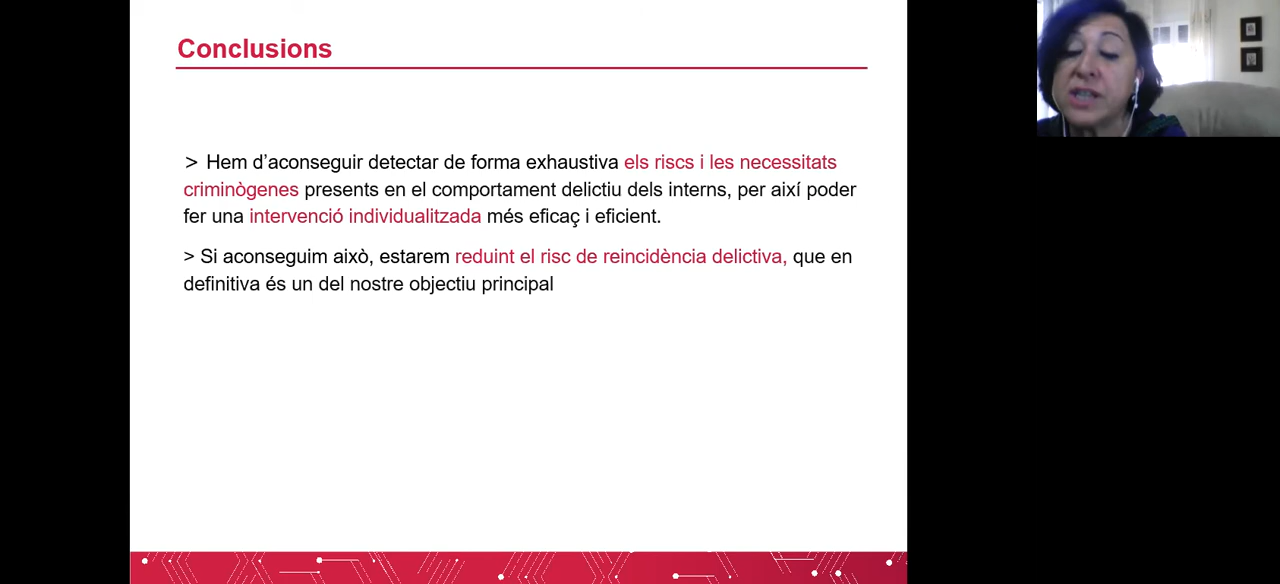 Conclusions
> Hem d’aconseguir detectar de forma exhaustiva els riscs i les necessitats
criminògenes presents en el comportament delictiu dels interns, per així poder
fer una intervenció individualitzada més eficaç i eficient.
> Si aconseguim això, estarem reduint el risc de reincidència delictiva, que en
definitiva és un del nostre objectiu principal